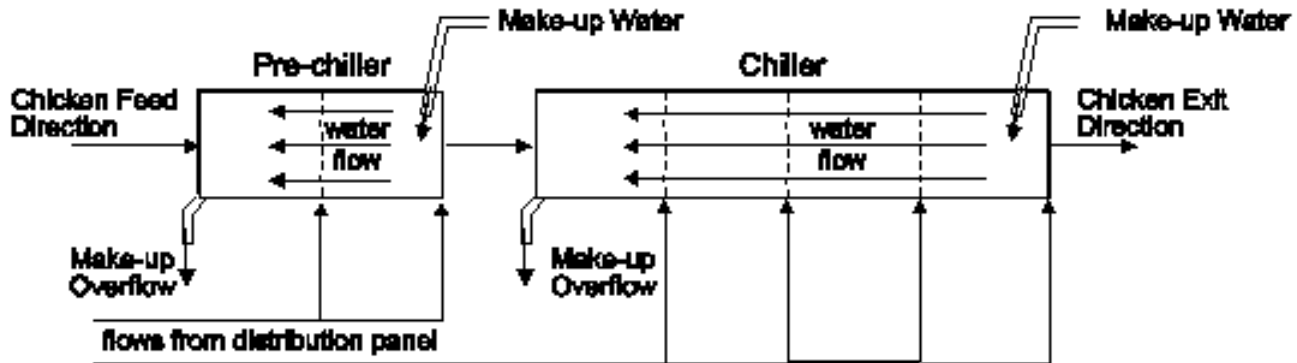 Make-up Water
Make-up Water
Pre-chiller
Chiller
Chicken Feed
Direction
water
flow
water
flow
Chicken Exit
Direction
Make-up
Overflow
Make-up
Overflow
flows from distribution panel